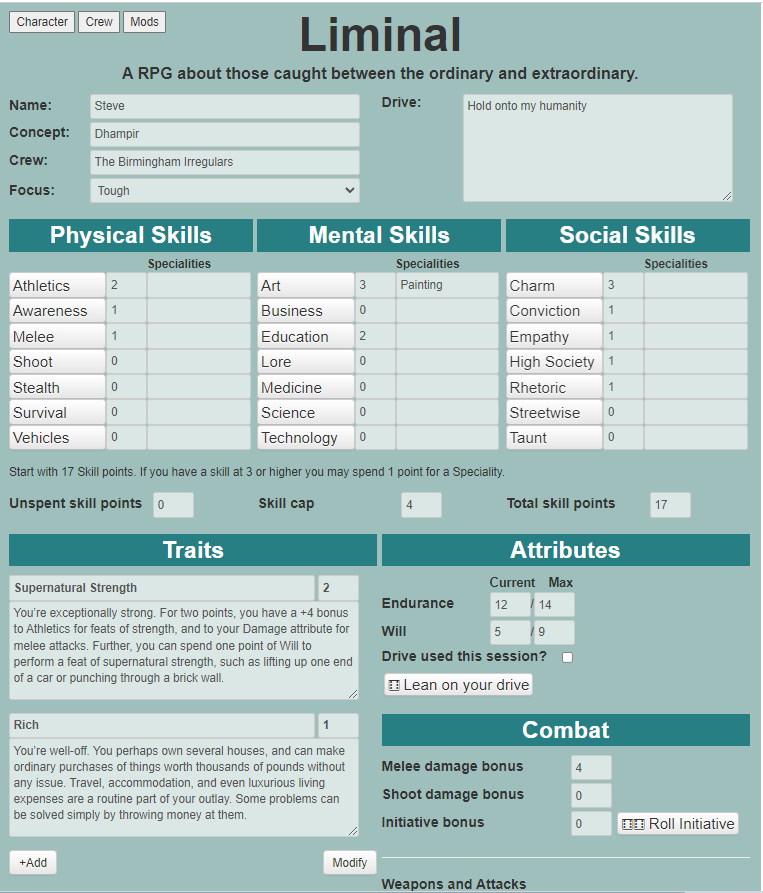 Character Crew Mods
Liminal
A RPG about those caught between the ordinary and extraordinary.
Name: Steve
Concept: Dhampir
Crew: The Birmingham Irregulars
Focus: Tough
Drive: Hold onto my humanity
Physical Skills Mental Skills Social Skills
Specialities Specialities Specialities
Athletics 2 Art 3 Painting Charm 3
Awareness 1 Business 0 Conviction 1
Melee 1 Education 2 Empathy 1
Shoot 0 Lore 0 High Society 1
Stealth 0 Medicine 0 Rhetoric 1
Survival 0 Science 0 Streetwise 0
Vehicles 0 Technology 0 Taunt 0
Start with 17 Skill points. If you have a skill at 3 or higher you may spend 1 point for a Speciality.
Unspent skill points 0 Skill cap 4 Total skill points 17
Traits
Supernatural Strength 2
You're exceptionally strong. For two points, you have a +4 bonus
to Athletics for feats of strength, and to your Damage attribute for
melee attacks. Further, you can spend one point of Will to
perform a feat of supernatural strength, such as lifting up one end
of a car or punching through a brick wall.
Rich 1
You're well-off. You perhaps own several houses, and can make
ordinary purchases of things worth thousands of pounds without
any issue. Travel, accommodation, and even luxurious living
expenses are a routine part of your outlay. Some problems can
be solved simply by throwing money at them.
+Add Modify
Attributes
Current Max
Endurance 12 / 14
Will 5 / 9
Drive used this session?
Lean on your drive
Combat
Melee damage bonus 4
Shoot damage bonus 0
Initiative bonus 0 Roll Initiative
Weapons and Attacks